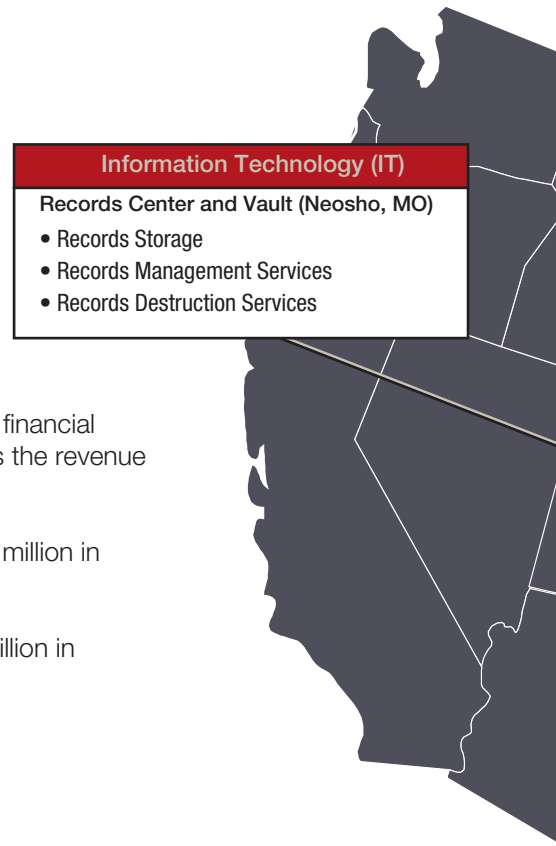 Information Technology (IT)
Records Center and Vault (Neosho, MO)
• Records Storage
• Records Management Services
• Records Destruction Services
financial
s the revenue
million in
llion in